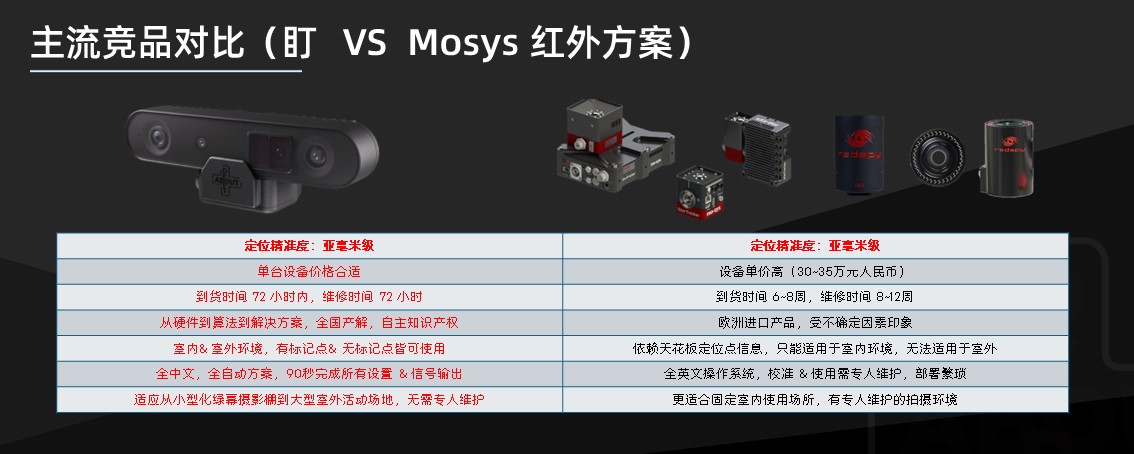 主流竞品对比（盯 VS Mosys 红外方案）
ABOUT
redspy
redspy
定位精准度：亚毫米级
定位精准度：亚毫米级
单台设备价格合适
设备单价高（30~35万元人民币）
到货时间 72 小时内，维修时间 72 小时
到货时间 6~8周，维修时间 8~12周
从硬件到算法到解决方案，全国产解，自主知识产权
欧洲进口产品，受不确定因素印象
室内& 室外环境，有标记点& 无标记点皆可使用
依赖天花板定位点信息，只能适用于室内环境，无法适用于室外
全中文，全自动方案，90秒完成所有设置 & 信号输出
全英文操作系统，校准 & 使用需专人维护，部署繁琐
适应从小型化绿幕摄影棚到大型室外活动场地，无需专人维护
更适合固定室内使用场所，有专人维护的拍摄环境